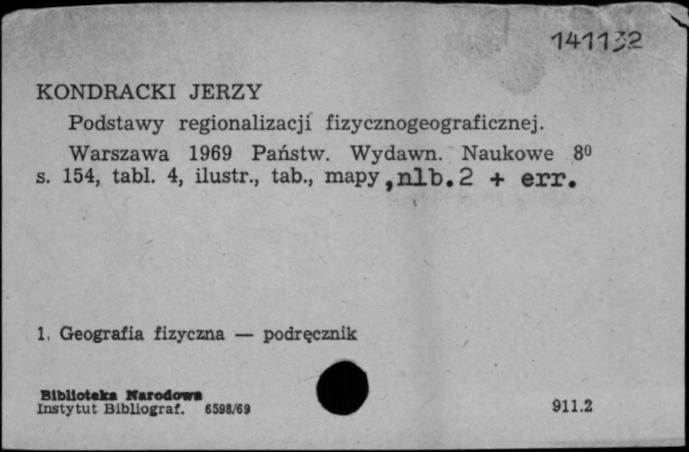 141132
KONDRACKI JERZY
Podstawy regionalizacji fizycznogeograficznej.
Warszawa 1969 Państw. Wydawn. Naukowe 8⁰
s. 154, tabl. 4, ilustr., tab., mapy,nlb.2 + err.
1. Geografia fizyczna — podręcznik
Biblioteka Narodowa
Instytut Bibliograf. 6598/69
911.2